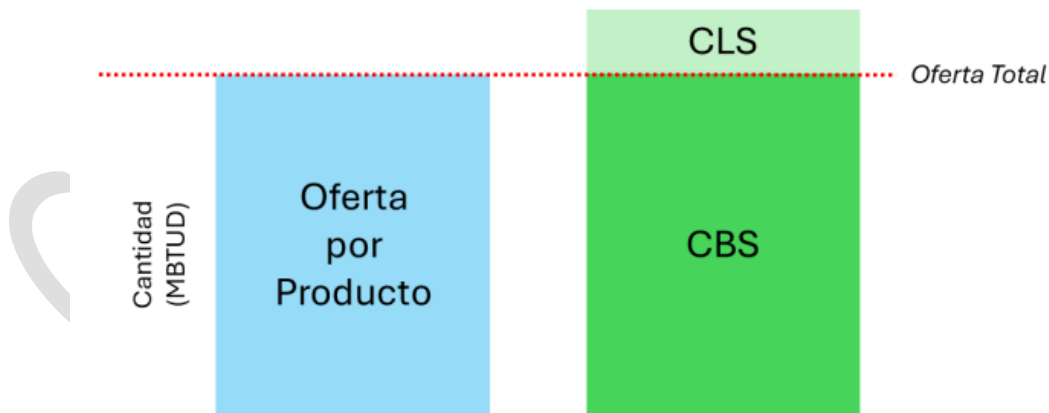 CLS
Oferta Total
Oferta
por
Producto
Cantidad
(MBTUD)
CBS